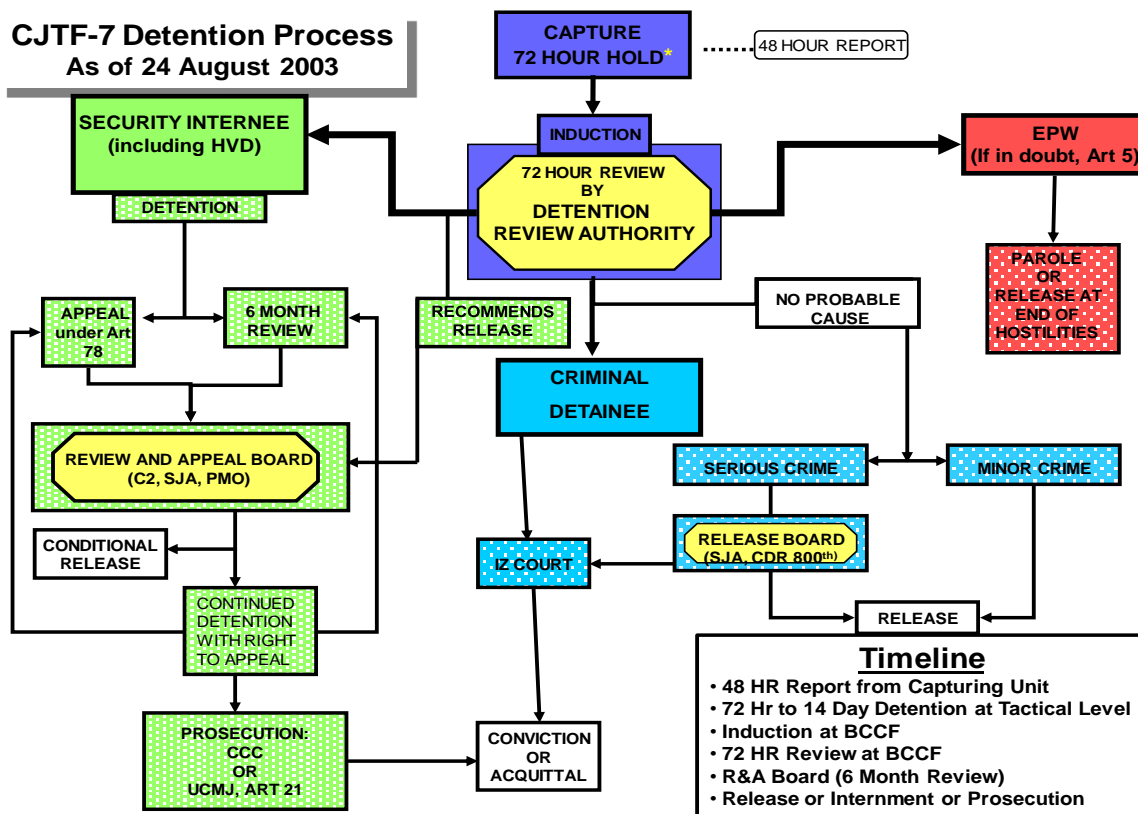 CJTF-7 Detention Process
As of 24 August 2003
CAPTURE
72 HOUR HOLD*
48 HOUR REPORT
SECURITY INTERNEE
(including HVD)
INDUCTION
EPW
(If in doubt, Art 5)
72 HOUR REVIEW
BY
DETENTION
REVIEW AUTHORITY
DETENTION
PAROLE
OR
RELEASE AT
END OF
HOSTILITIES
APPEAL
under Art
78
6 MONTH
REVIEW
RECOMMENDS
RELEASE
NO PROBABLE
CAUSE
CRIMINAL
DETAINEE
REVIEW AND APPEAL BOARD
(C2, SJA, PMO)
SERIOUS CRIME
MINOR CRIME
CONDITIONAL
RELEASE
IZ COURT
RELEASE BOARD
(SJA, CDR 800th)
CONTINUED
DETENTION
WITH RIGHT
TO APPEAL
RELEASE
PROSECUTION:
CCC
OR
UCMJ, ART 21
CONVICTION
OR
ACQUITTAL
Timeline
• 48 HR Report from Capturing Unit
• 72 Hr to 14 Day Detention at Tactical Level
• Induction at BCCF
• 72 HR Review at BCCF
• R&A Board (6 Month Review)
• Release or Internment or Prosecution